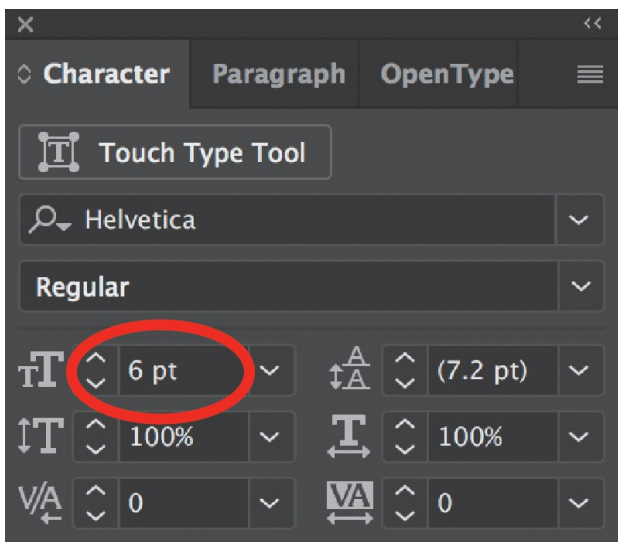 Character Paragraph OpenType
Touch Type Tool
Helvetica
Regular
6 pt (7.2 pt)
100% 100%
0 0